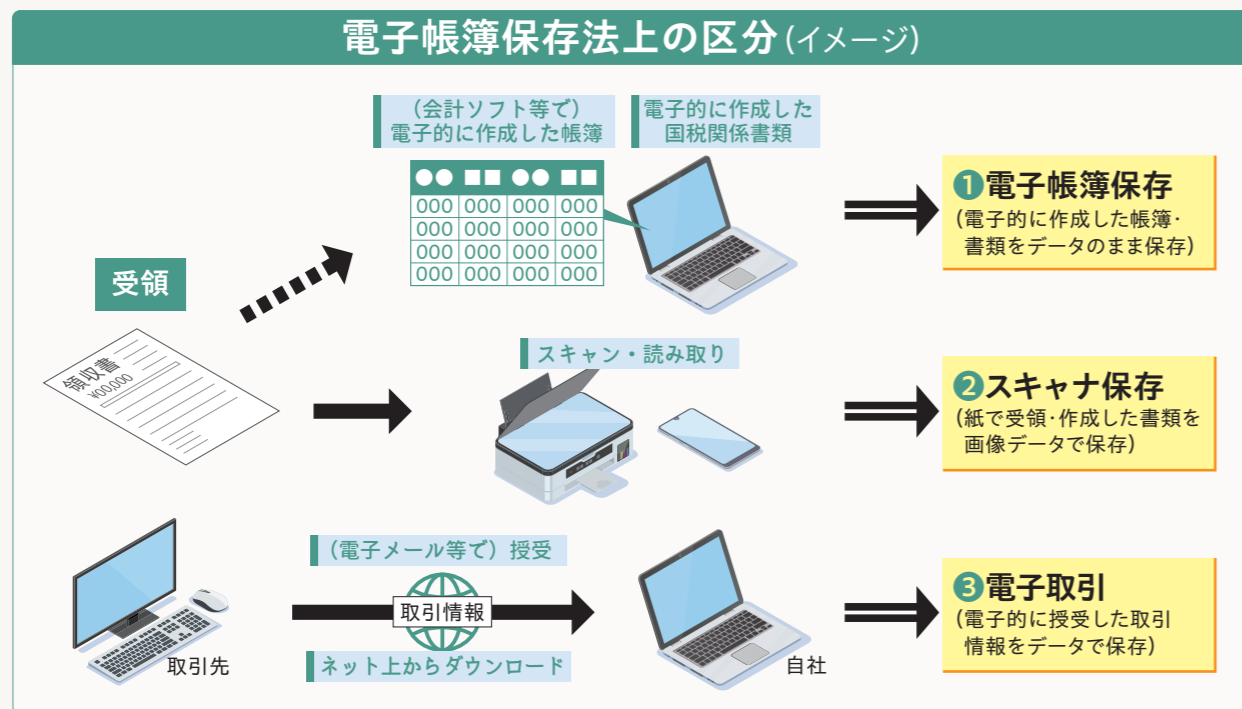 電子帳簿保存法上の区分(イメージ)
(会計ソフト等で)
電子的に作成した帳簿
電子的に作成した
国税関係書類
●● ■■ ●● ■■
000 000 000 000
000 000 000 000
000 000 000 000
000 000 000 000
❶電子帳簿保存
(電子的に作成した帳簿・
書類をデータのまま保存)
受領
領収書
¥00,000
スキャン・読み取り
❷スキャナ保存
(紙で受領・作成した書類を
画像データで保存)
(電子メール等で)授受
取引情報
ネット上からダウンロード
取引先
自社
❸電子取引
(電子的に授受した取引
情報をデータで保存)